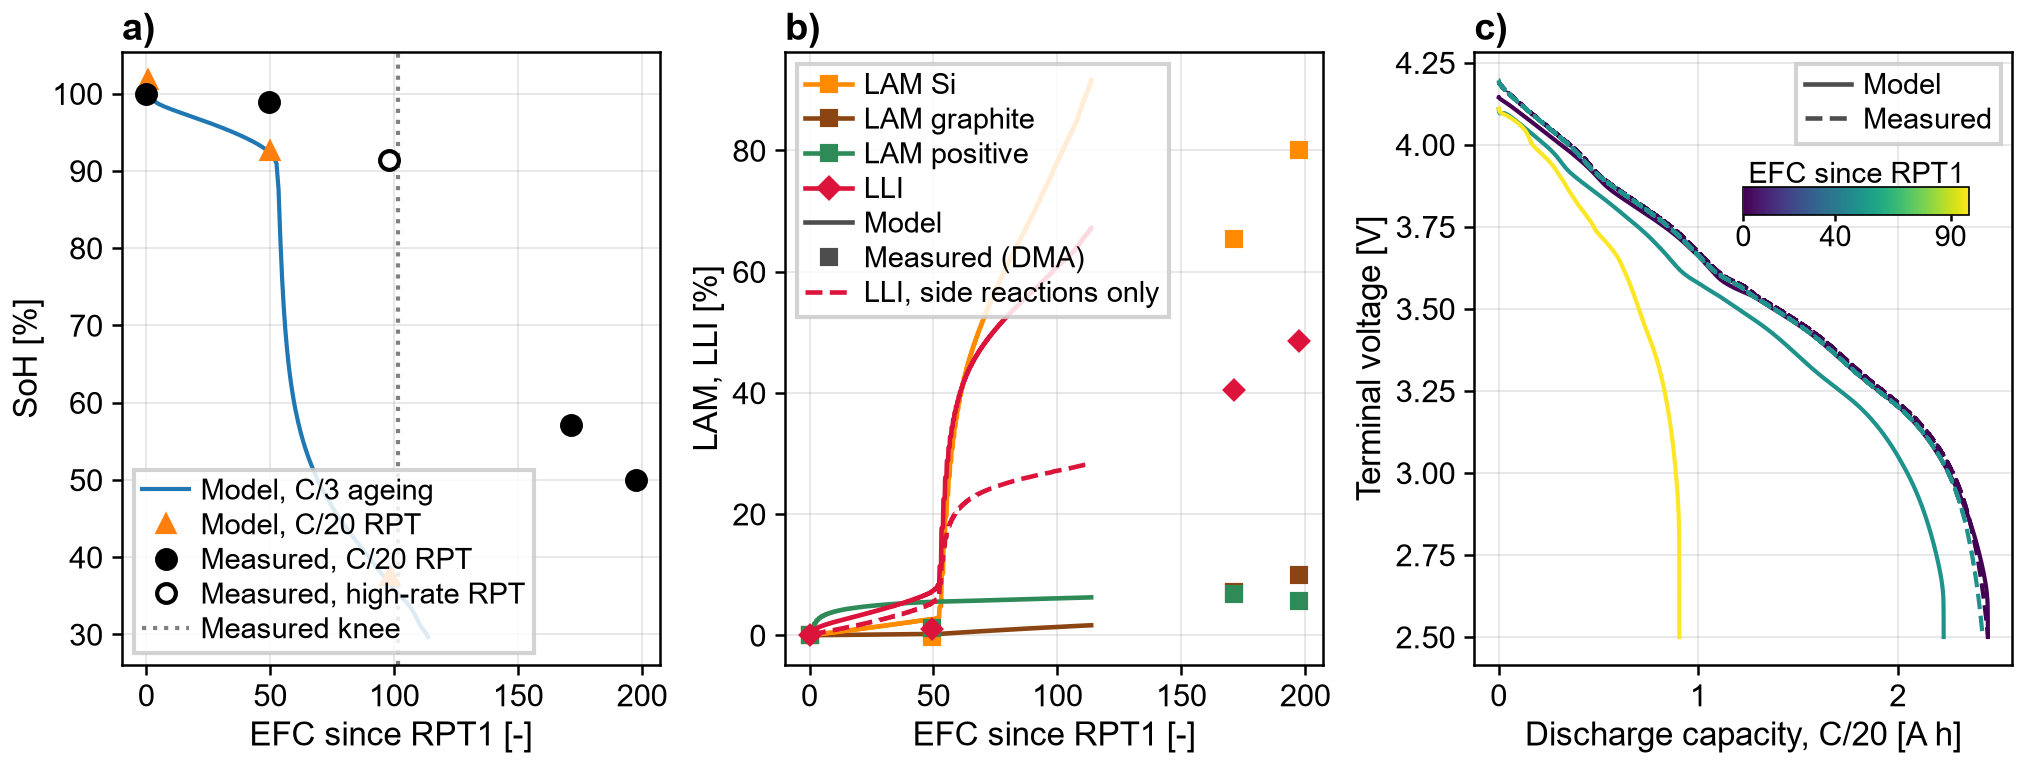 a)
SoH [%]
100
90
80
70
60
50
40
30
Model, C/3 ageing
Model, C/20 RPT
Measured, C/20 RPT
Measured, high-rate RPT
Measured knee
0
50
100
150
200
EFC since RPT1 [-]
b)
LAM, LLI [%]
80
60
40
20
0
LAM Si
LAM graphite
LAM positive
LLI
Model
Measured (DMA)
LLI, side reactions only
0
50
100
150
200
EFC since RPT1 [-]
c)
Terminal voltage [V]
4.25
4.00
3.75
3.50
3.25
3.00
2.75
2.50
Model
Measured
EFC since RPT1
0
40
90
0
1
2
Discharge capacity, C/20 [A h]